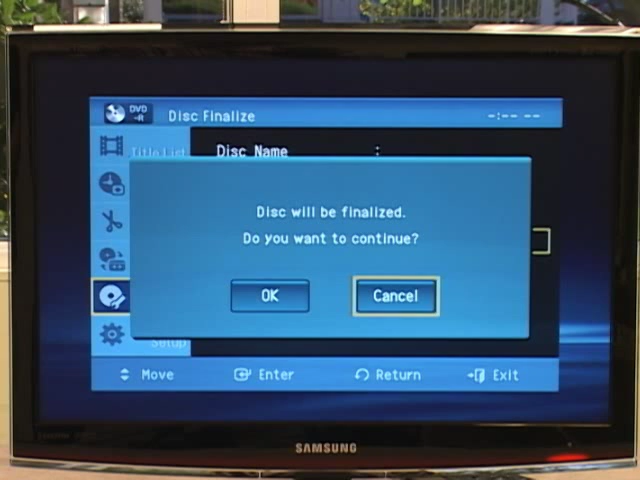 DVD
-R
Disc Finalize
-:-- --
Title List
Disc Name :
Disc will be finalized.
Do you want to continue?
OK
Cancel
Setup
Move
Enter
Return
Exit
SAMSUNG